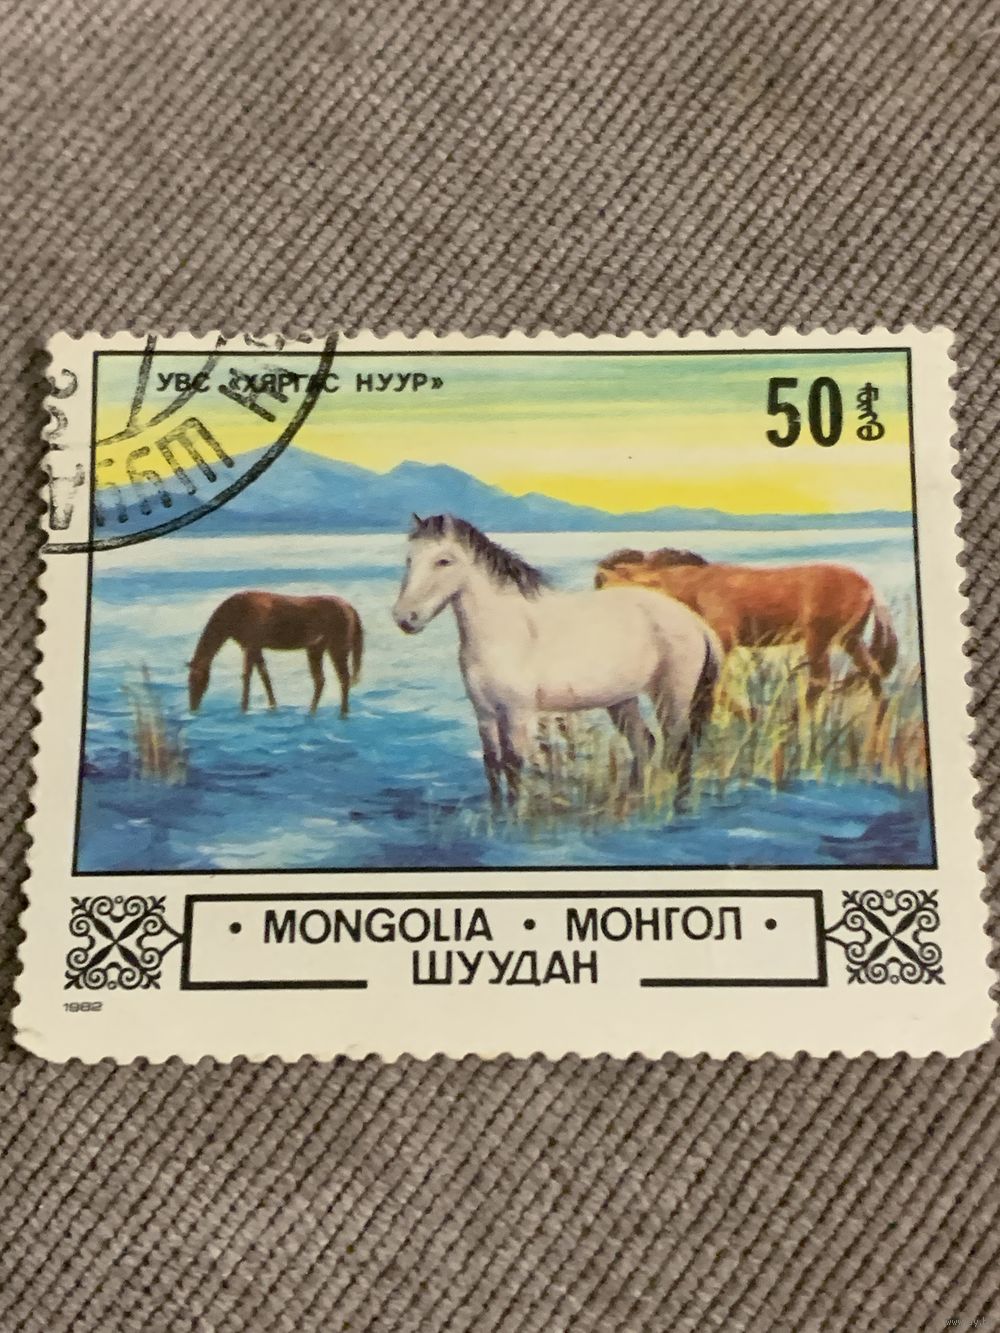 УВС «ХЯРГАС НУУР»
50 
• MONGOLIA • МОНГОЛ •
ШУУДАН
1982